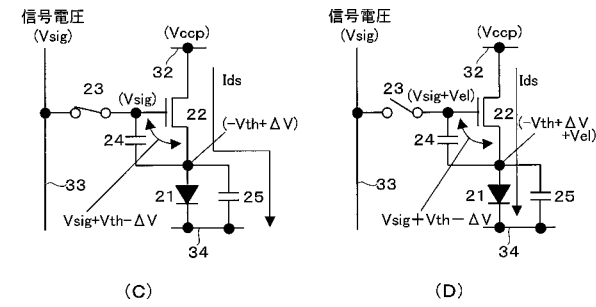 信号電圧
(Vsig)
(Vccp)
32
Ids
23
(Vsig)
22
24
(-Vth+ΔV)
33
21
25
Vsig+Vth-ΔV
34
(C)
信号電圧
(Vsig)
(Vccp)
32
Ids
23
(Vsig+Vel)
22
24
(-Vth+ΔV
+Vel)
33
21
25
Vsig+Vth-ΔV
34
(D)